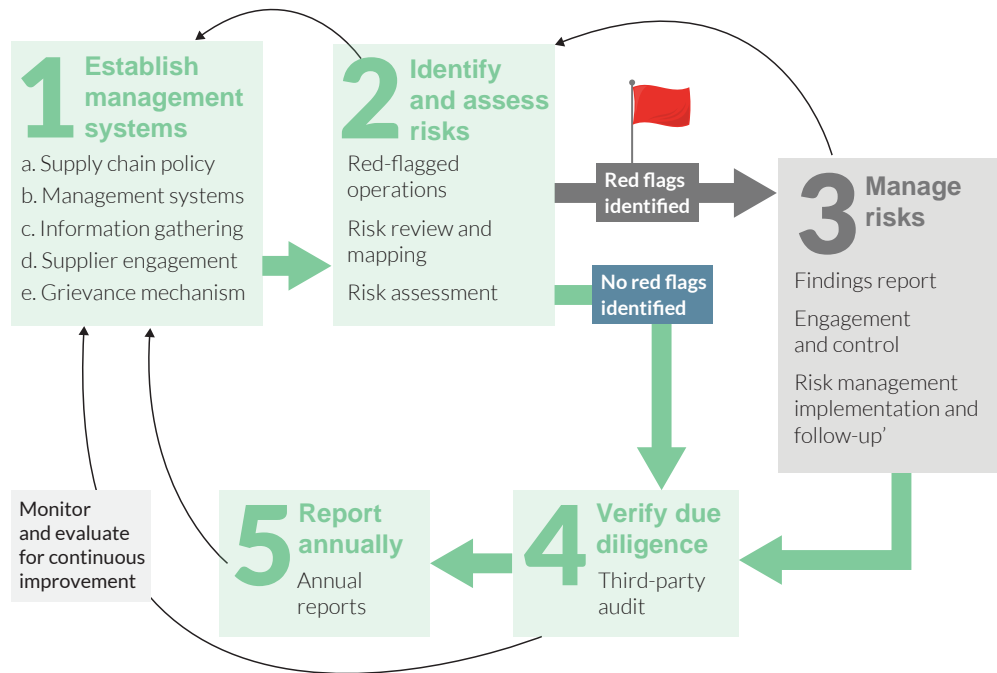 1
Establish
management
systems
a. Supply chain policy
b. Management systems
c. Information gathering
d. Supplier engagement
e. Grievance mechanism
2
Identify
and assess
risks
Red-flagged
operations
Risk review and
mapping
Risk assessment
Red flags
identified
No red flags
identified
3
Manage
risks
Findings report
Engagement
and control
Risk management
implementation and
follow-up’
4
Verify due
diligence
Third-party
audit
5
Report
annually
Annual
reports
Monitor
and evaluate
for continuous
improvement